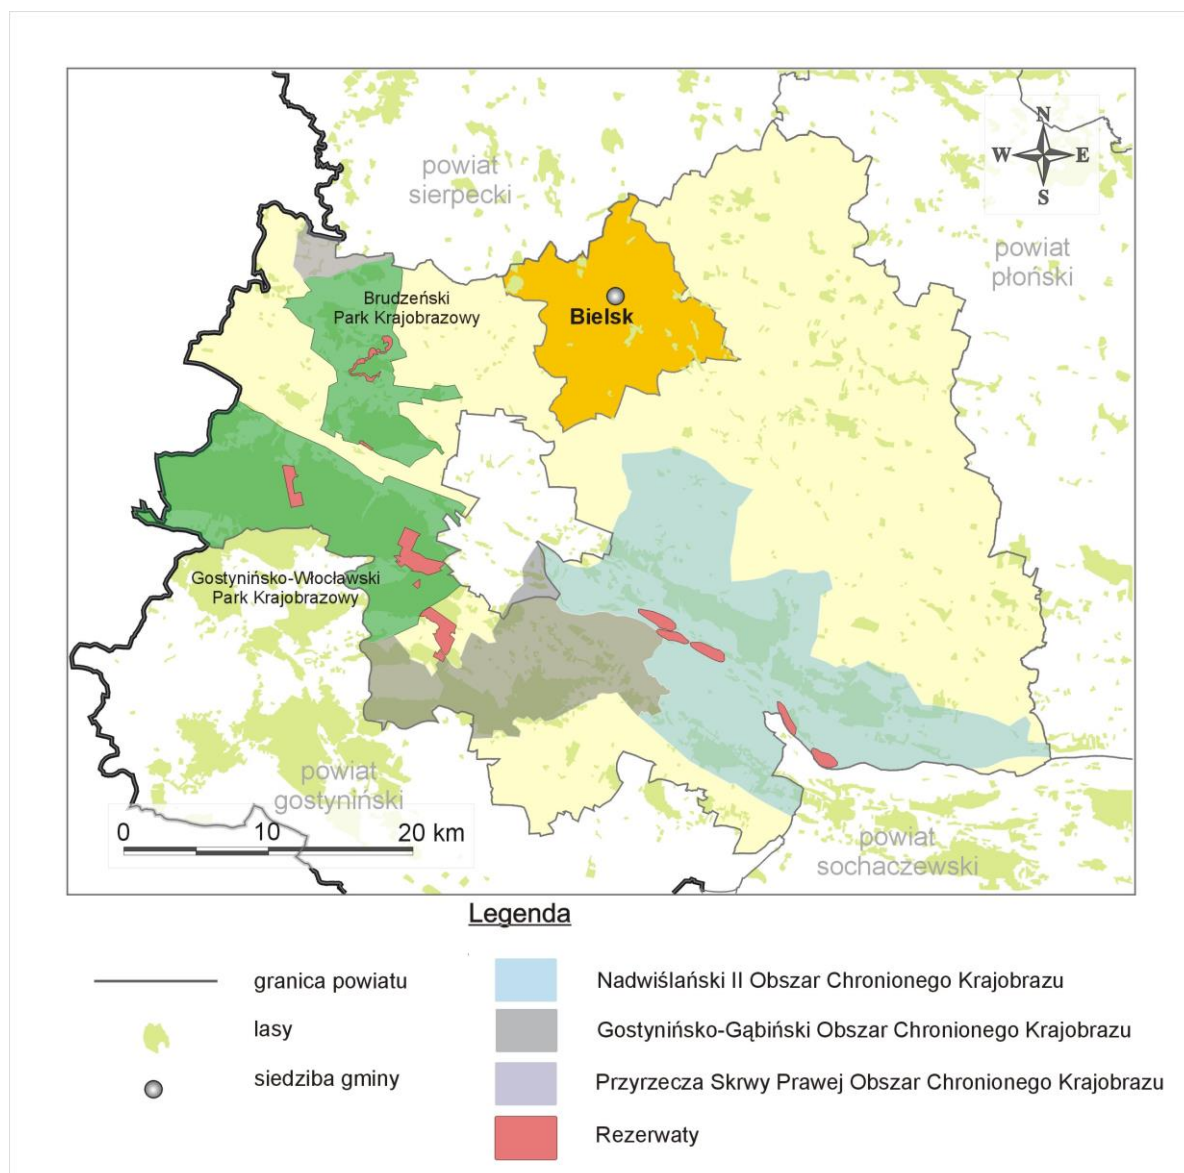 N
W E
S
powiat
sierpecki
powiat
płoński
Brudzeński
Park Krajobrazowy
Bielsk
Gostynińsko-Włocławski
Park Krajobrazowy
powiat
gostyniński
0 10 20 km
powiat
sochaczewski
Legenda
granica powiatu
lasy
siedziba gminy
Nadwiślański II Obszar Chronionego Krajobrazu
Gostynińsko-Gąbiński Obszar Chronionego Krajobrazu
Przyrzecza Skrwy Prawej Obszar Chronionego Krajobrazu
Rezerwaty